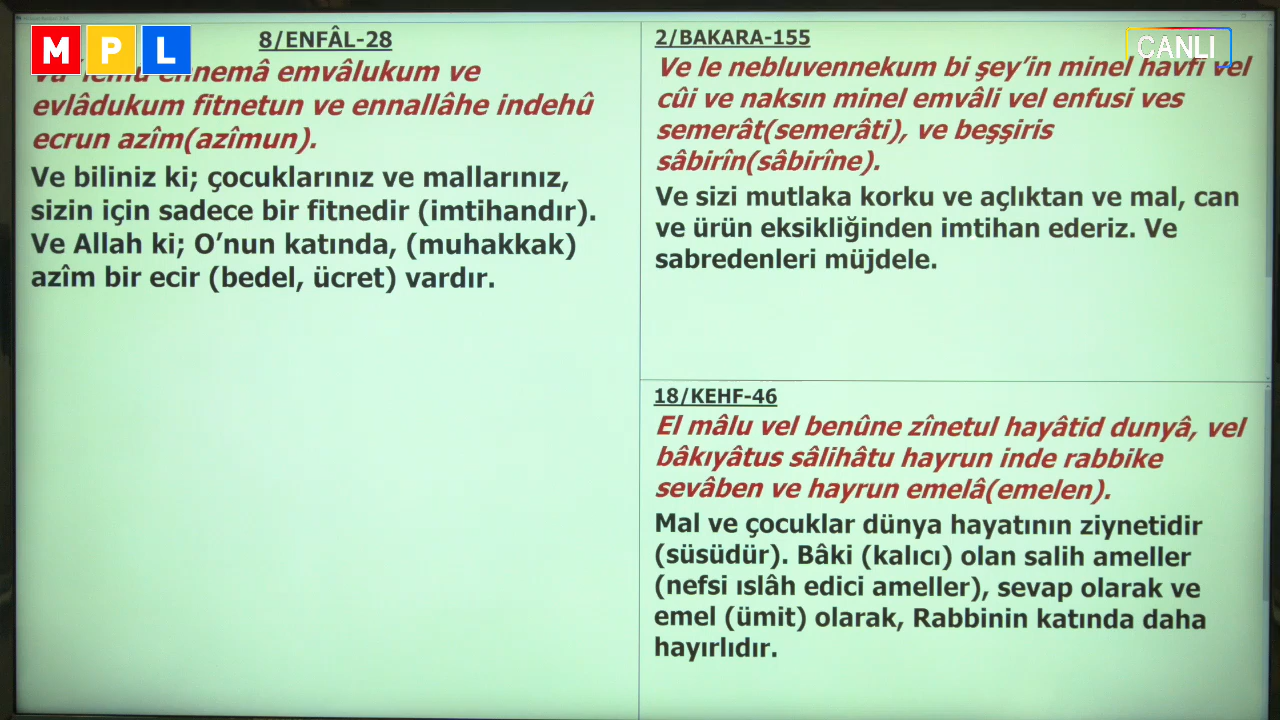 M P L
CANLI
8/ENFÂL-28
ennemâ emvâlukum ve
evlâdukum fitnetun ve ennallâhe indehû
ecrun azîm(azîmun).
Ve biliniz ki; çocuklarınız ve mallarınız,
sizin için sadece bir fitnedir (imtihandır).
Ve Allah ki; O’nun katında, (muhakkak)
azîm bir ecir (bedel, ücret) vardır.
2/BAKARA-155
Ve le nebluvennekum bi şey’in minel havfi vel
cûi ve naksın minel emvâli vel enfusi ves
semerât(semerâti), ve beşşiris
sâbirîn(sâbirîne).
Ve sizi mutlaka korku ve açlıktan ve mal, can
ve ürün eksikliğinden imtihan ederiz. Ve
sabredenleri müjdele.
18/KEHF-46
El mâlu vel benûne zînetul hayâtid dunyâ, vel
bâkıyâtus sâlihâtu hayrun inde rabbike
sevâben ve hayrun emelâ(emelen).
Mal ve çocuklar dünya hayatının ziynetidir
(süsüdür). Bâki (kalıcı) olan salih ameller
(nefsi ıslâh edici ameller), sevap olarak ve
emel (ümit) olarak, Rabbinin katında daha
hayırlıdır.